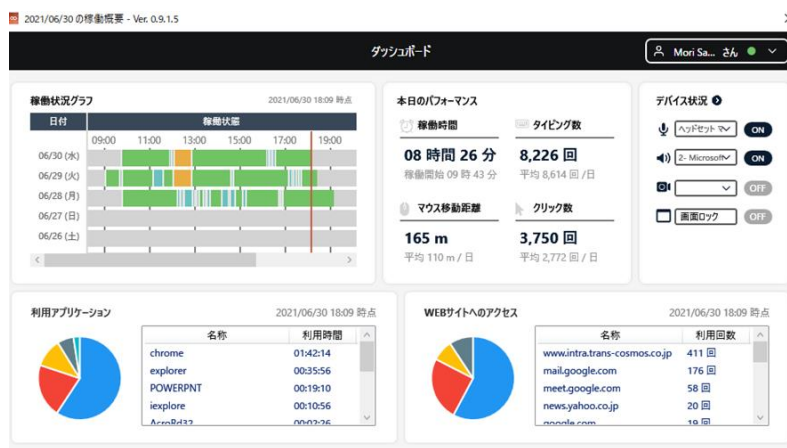 2021/06/30 の稼働概要 - Ver. 0.9.1.5
ダッシュボード
Mori Sa... さん
稼働状況グラフ
2021/06/30 18:09 時点
日付
稼働状態
09:00 11:00 13:00 15:00 17:00 19:00
06/30 (水)
06/29 (火)
06/28 (月)
06/27 (日)
06/26 (土)
本日のパフォーマンス
稼働時間
タイピング数
08 時間 26 分
8,226 回
稼働開始 09 時 43 分
平均 8,614 回 /日
マウス移動距離
クリック数
165 m
3,750 回
平均 110 m / 日
平均 2,772 回 / 日
デバイス状況
ヘッドセット マ
ON
2- Microsoft
ON
OFF
画面ロック
OFF
利用アプリケーション
2021/06/30 18:09 時点
名称 利用時間
chrome 01:42:14
explorer 00:35:56
POWERPNT 00:19:10
iexplore 00:10:56
AcroRd32 00:02:26
WEBサイトへのアクセス
2021/06/30 18:09 時点
名称 利用回数
www.intra.trans-cosmos.co.jp 411 回
mail.google.com 176 回
meet.google.com 58 回
news.yahoo.co.jp 20 回
google.com 19 回